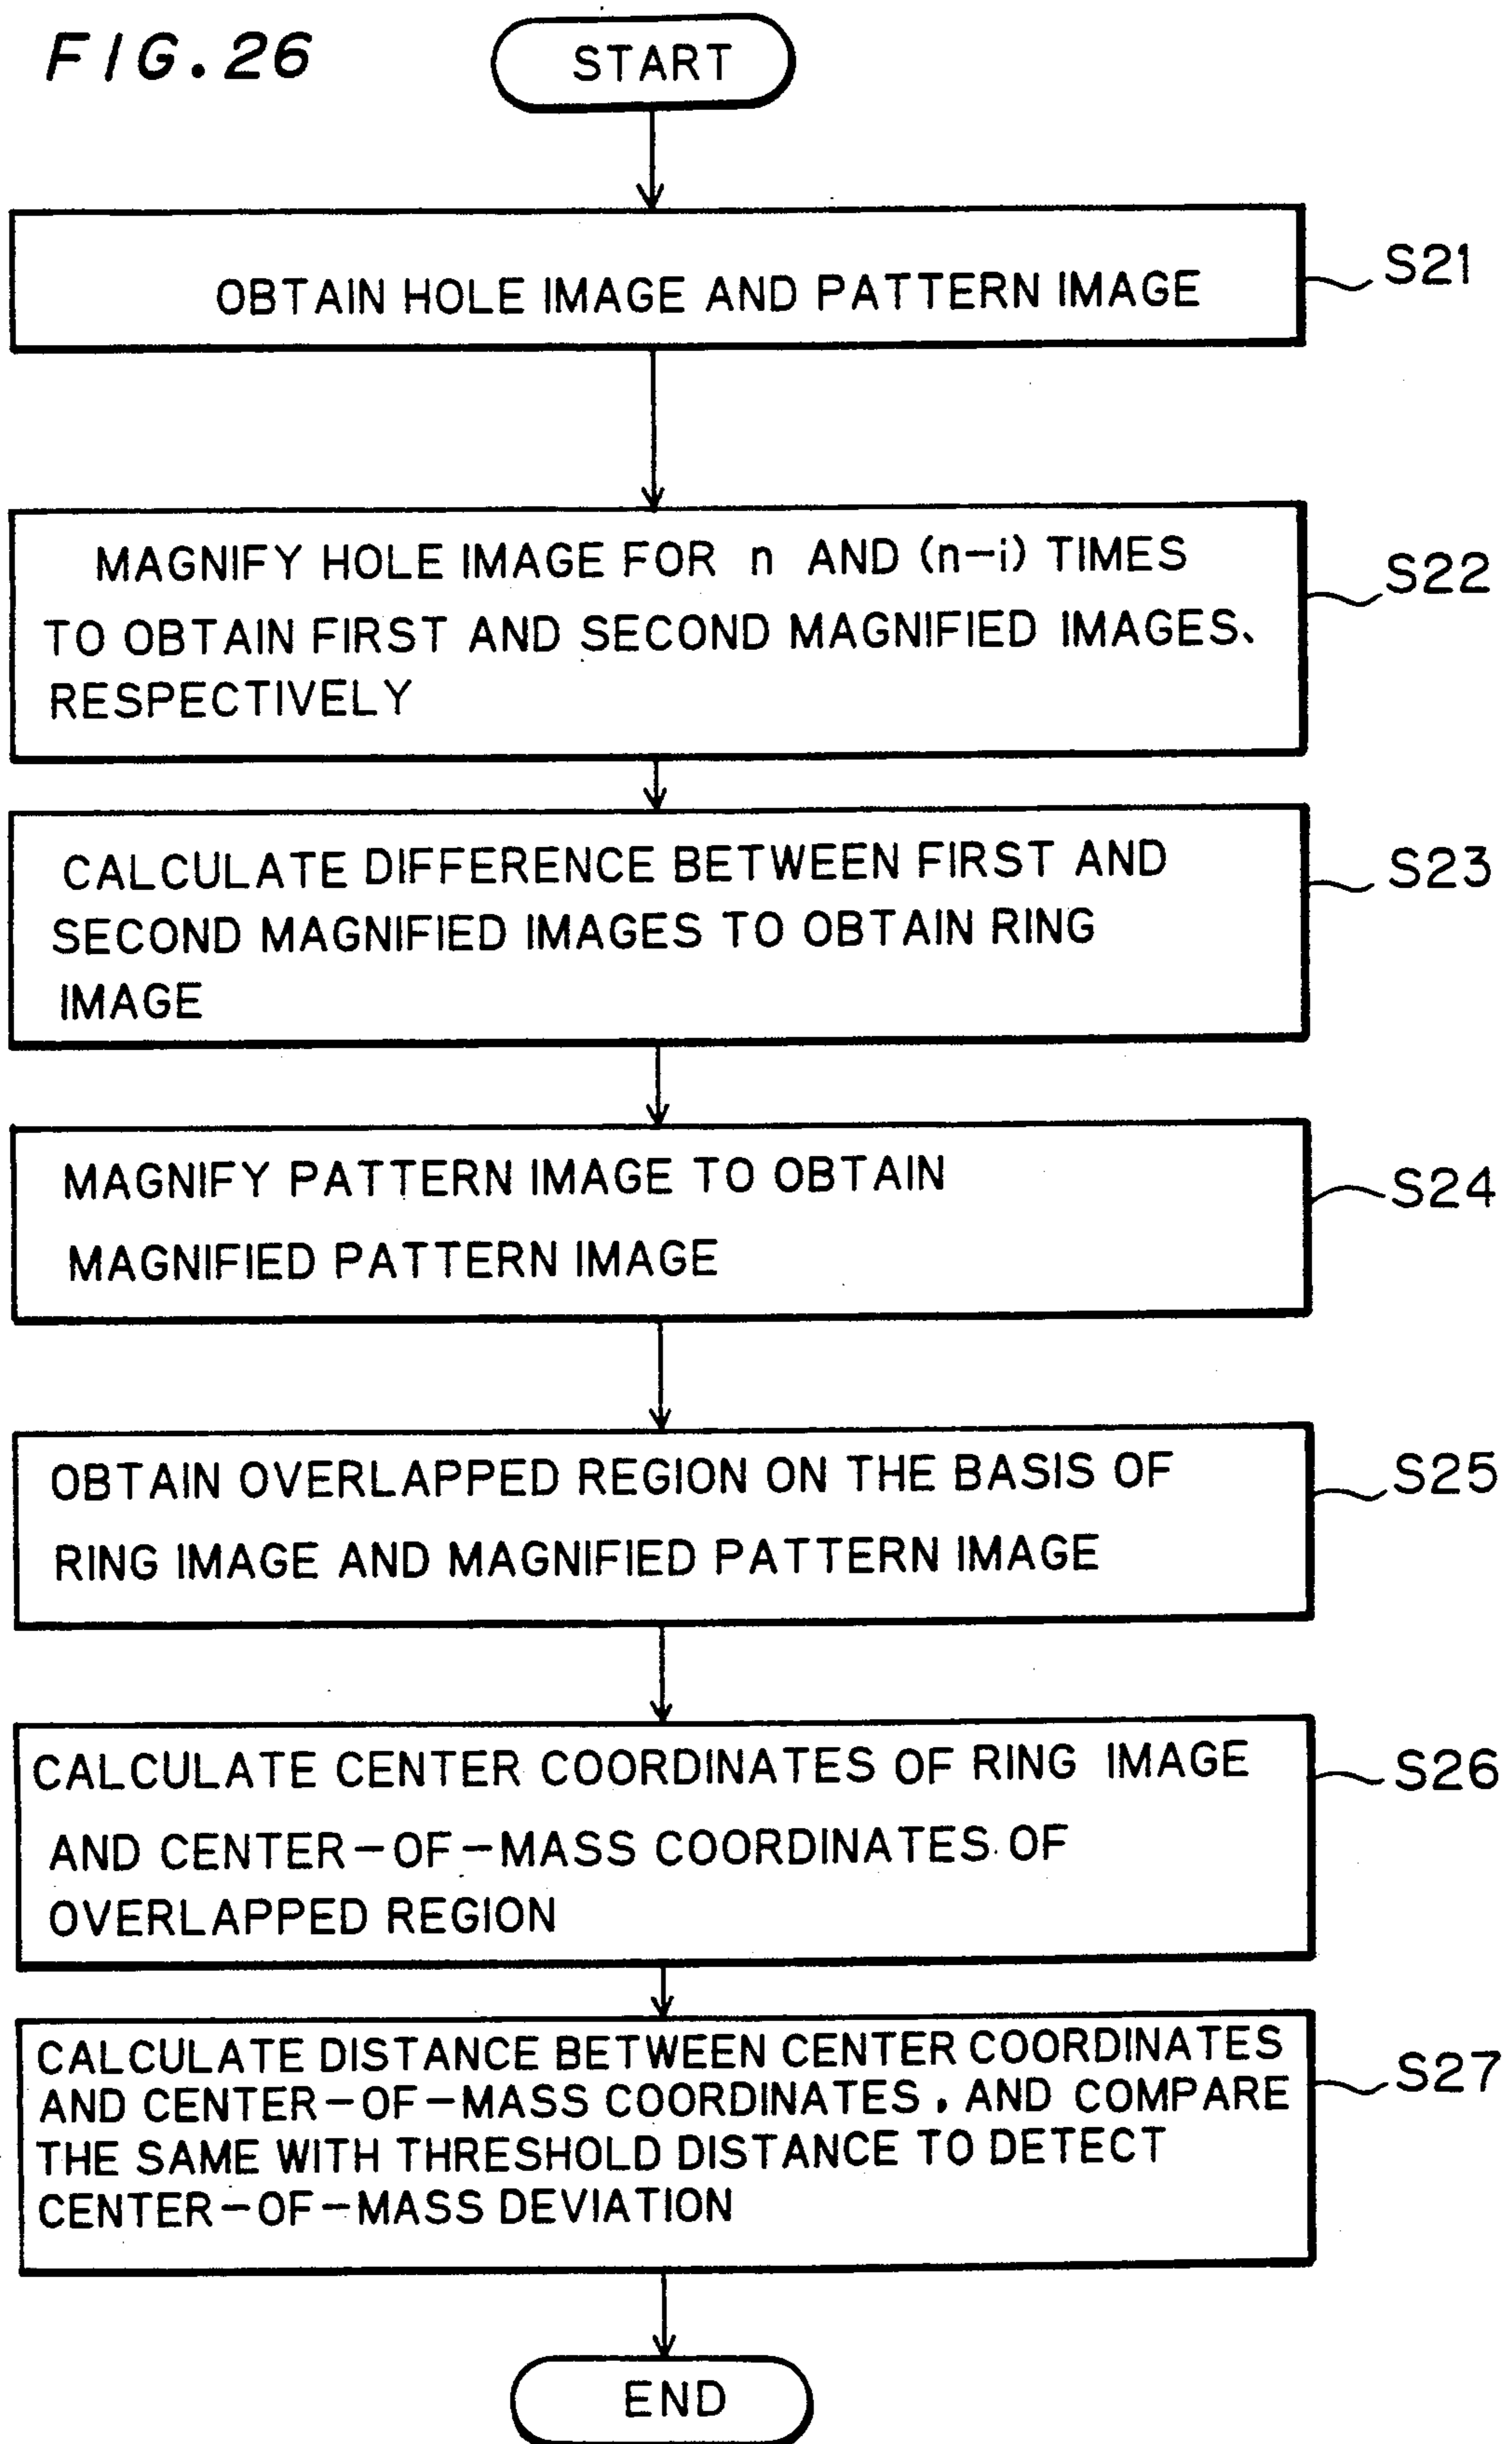 FIG.26
START
OBTAIN HOLE IMAGE AND PATTERN IMAGE
S21
MAGNIFY HOLE IMAGE FOR n AND (n-i) TIMES
TO OBTAIN FIRST AND SECOND MAGNIFIED IMAGES、
RESPECTIVELY
S22
CALCULATE DIFFERENCE BETWEEN FIRST AND
SECOND MAGNIFIED IMAGES TO OBTAIN RING
IMAGE
S23
MAGNIFY PATTERN IMAGE TO OBTAIN
MAGNIFIED PATTERN IMAGE
S24
OBTAIN OVERLAPPED REGION ON THE BASIS OF
RING IMAGE AND MAGNIFIED PATTERN IMAGE
S25
CALCULATE CENTER COORDINATES OF RING IMAGE
AND CENTER-OF-MASS COORDINATES OF
OVERLAPPED REGION
S26
CALCULATE DISTANCE BETWEEN CENTER COORDINATES
AND CENTER-OF-MASS COORDINATES, AND COMPARE
THE SAME WITH THRESHOLD DISTANCE TO DETECT
CENTER-OF-MASS DEVIATION
S27
END